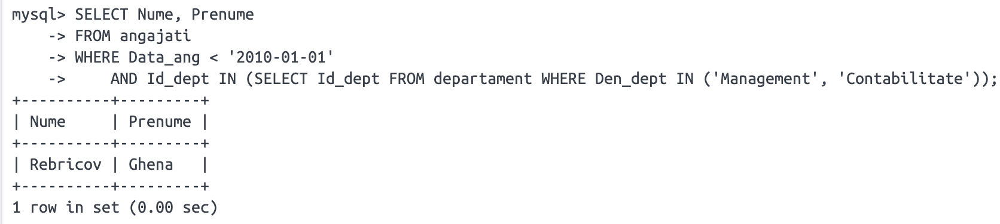 mysql> SELECT Nume, Prenume
    -> FROM angajati
    -> WHERE Data_ang < '2010-01-01'
    ->     AND Id_dept IN (SELECT Id_dept FROM departament WHERE Den_dept IN ('Management', 'Contabilitate'));
+----------+---------+
| Nume     | Prenume |
+----------+---------+
| Rebricov | Ghena   |
+----------+---------+
1 row in set (0.00 sec)